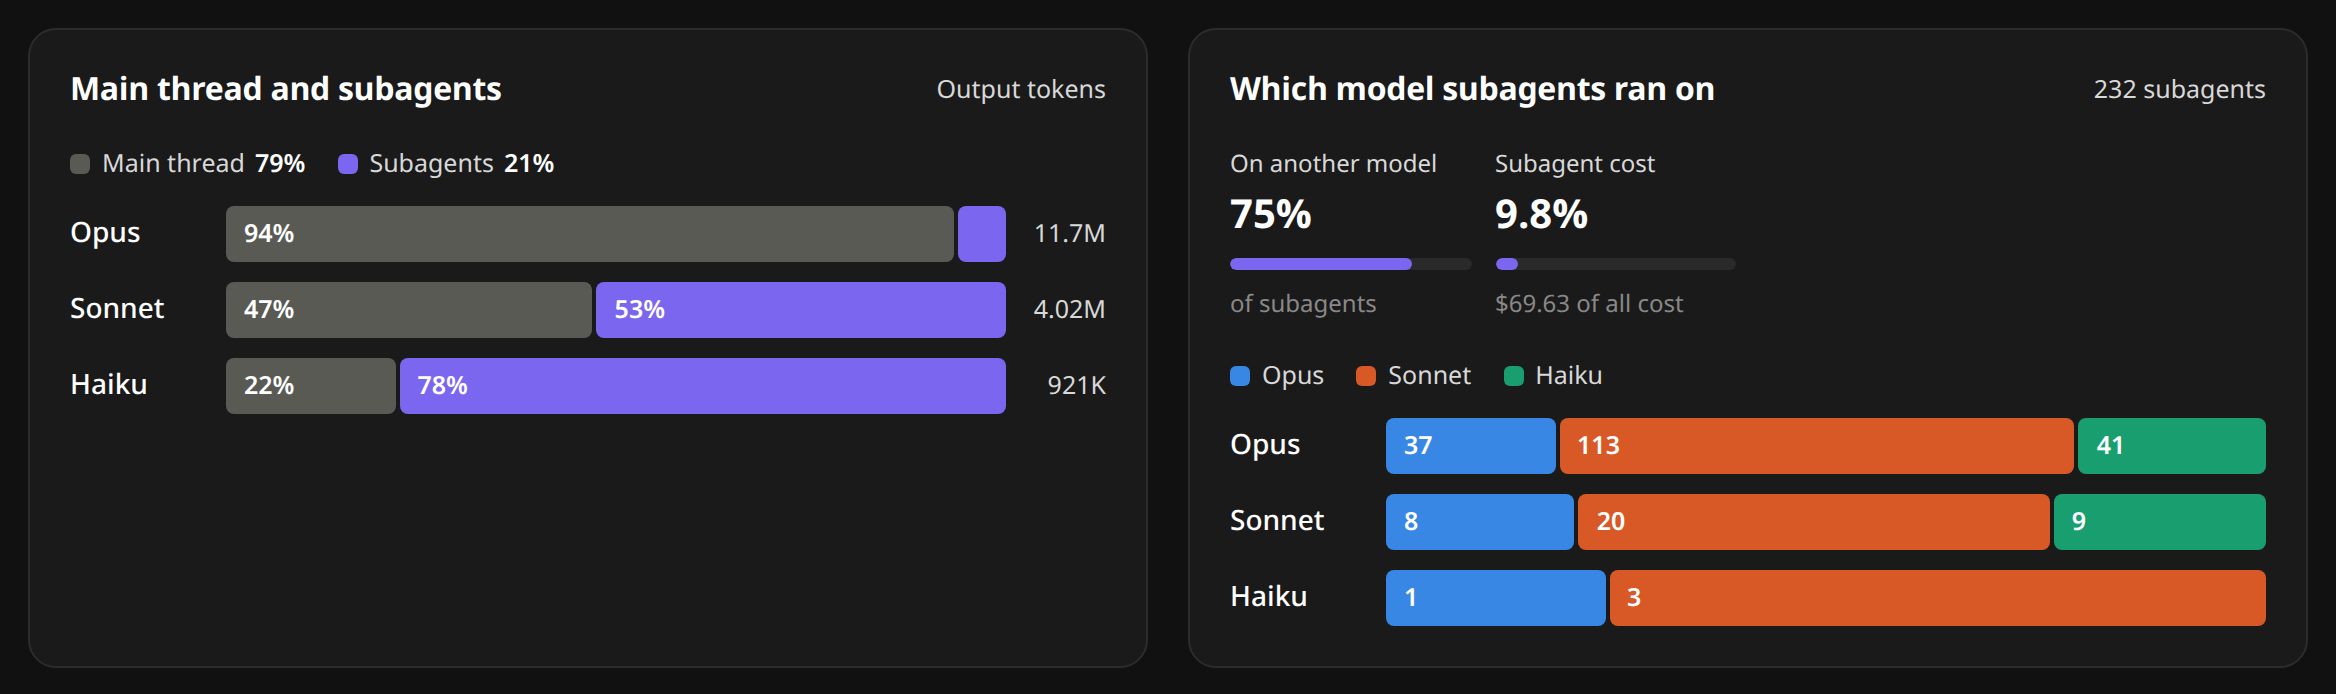 Main thread and subagents
Output tokens
Main thread 79% Subagents 21%
Opus 94% 11.7M
Sonnet 47% 53% 4.02M
Haiku 22% 78% 921K
Which model subagents ran on
232 subagents
On another model
75%
of subagents
Subagent cost
9.8%
$69.63 of all cost
Opus Sonnet Haiku
Opus 37 113 41
Sonnet 8 20 9
Haiku 1 3